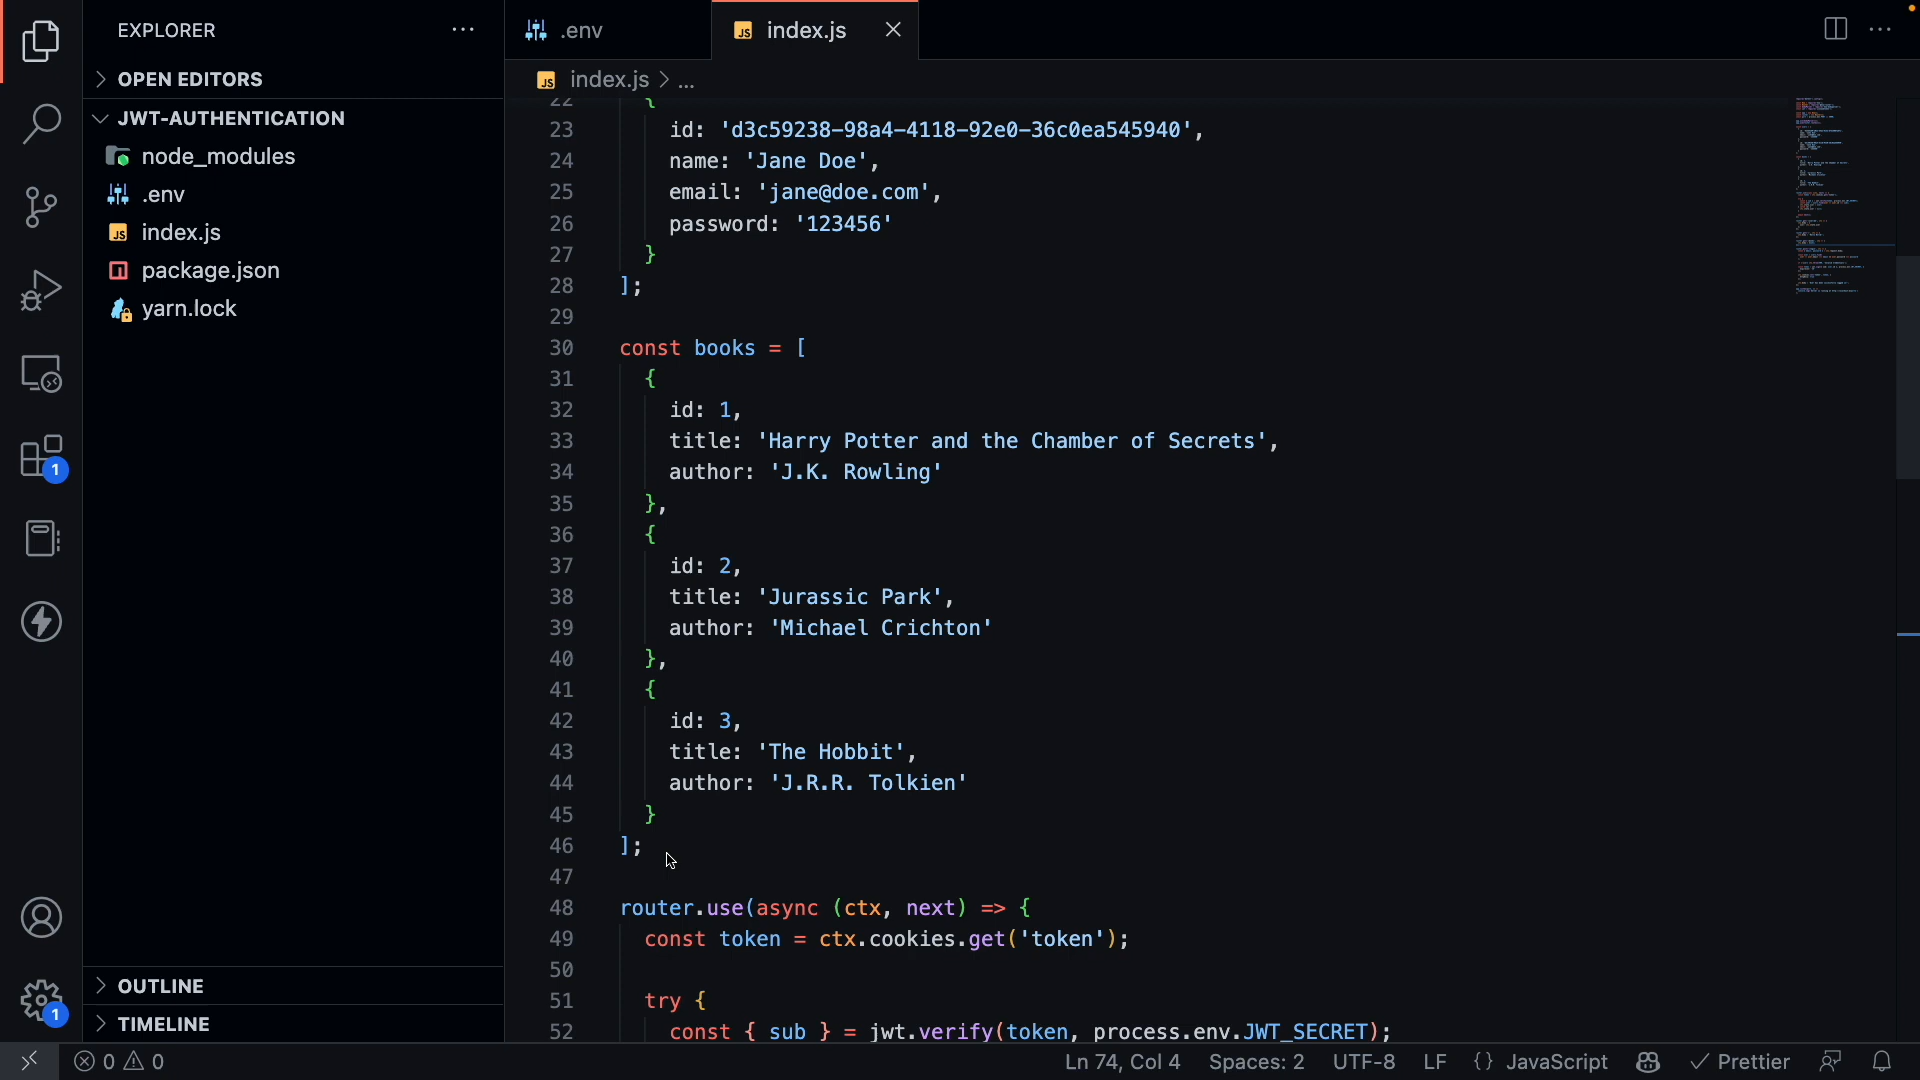 EXPLORER
OPEN EDITORS
JWT-AUTHENTICATION
node_modules
.env
index.js
package.json
yarn.lock
OUTLINE
TIMELINE
1
1
.env
JS index.js
JS index.js > ...
22 {
23 id: 'd3c59238-98a4-4118-92e0-36c0ea545940',
24 name: 'Jane Doe',
25 email: 'jane@doe.com',
26 password: '123456'
27 }
28 ];
29
30 const books = [
31 {
32 id: 1,
33 title: 'Harry Potter and the Chamber of Secrets',
34 author: 'J.K. Rowling'
35 },
36 {
37 id: 2,
38 title: 'Jurassic Park',
39 author: 'Michael Crichton'
40 },
41 {
42 id: 3,
43 title: 'The Hobbit',
44 author: 'J.R.R. Tolkien'
45 }
46 ];
47
48 router.use(async (ctx, next) => {
49 const token = ctx.cookies.get('token');
50
51 try {
52 const { sub } = jwt.verify(token, process.env.JWT_SECRET);
0 0
Ln 74, Col 4 Spaces: 2 UTF-8 LF {} JavaScript Prettier